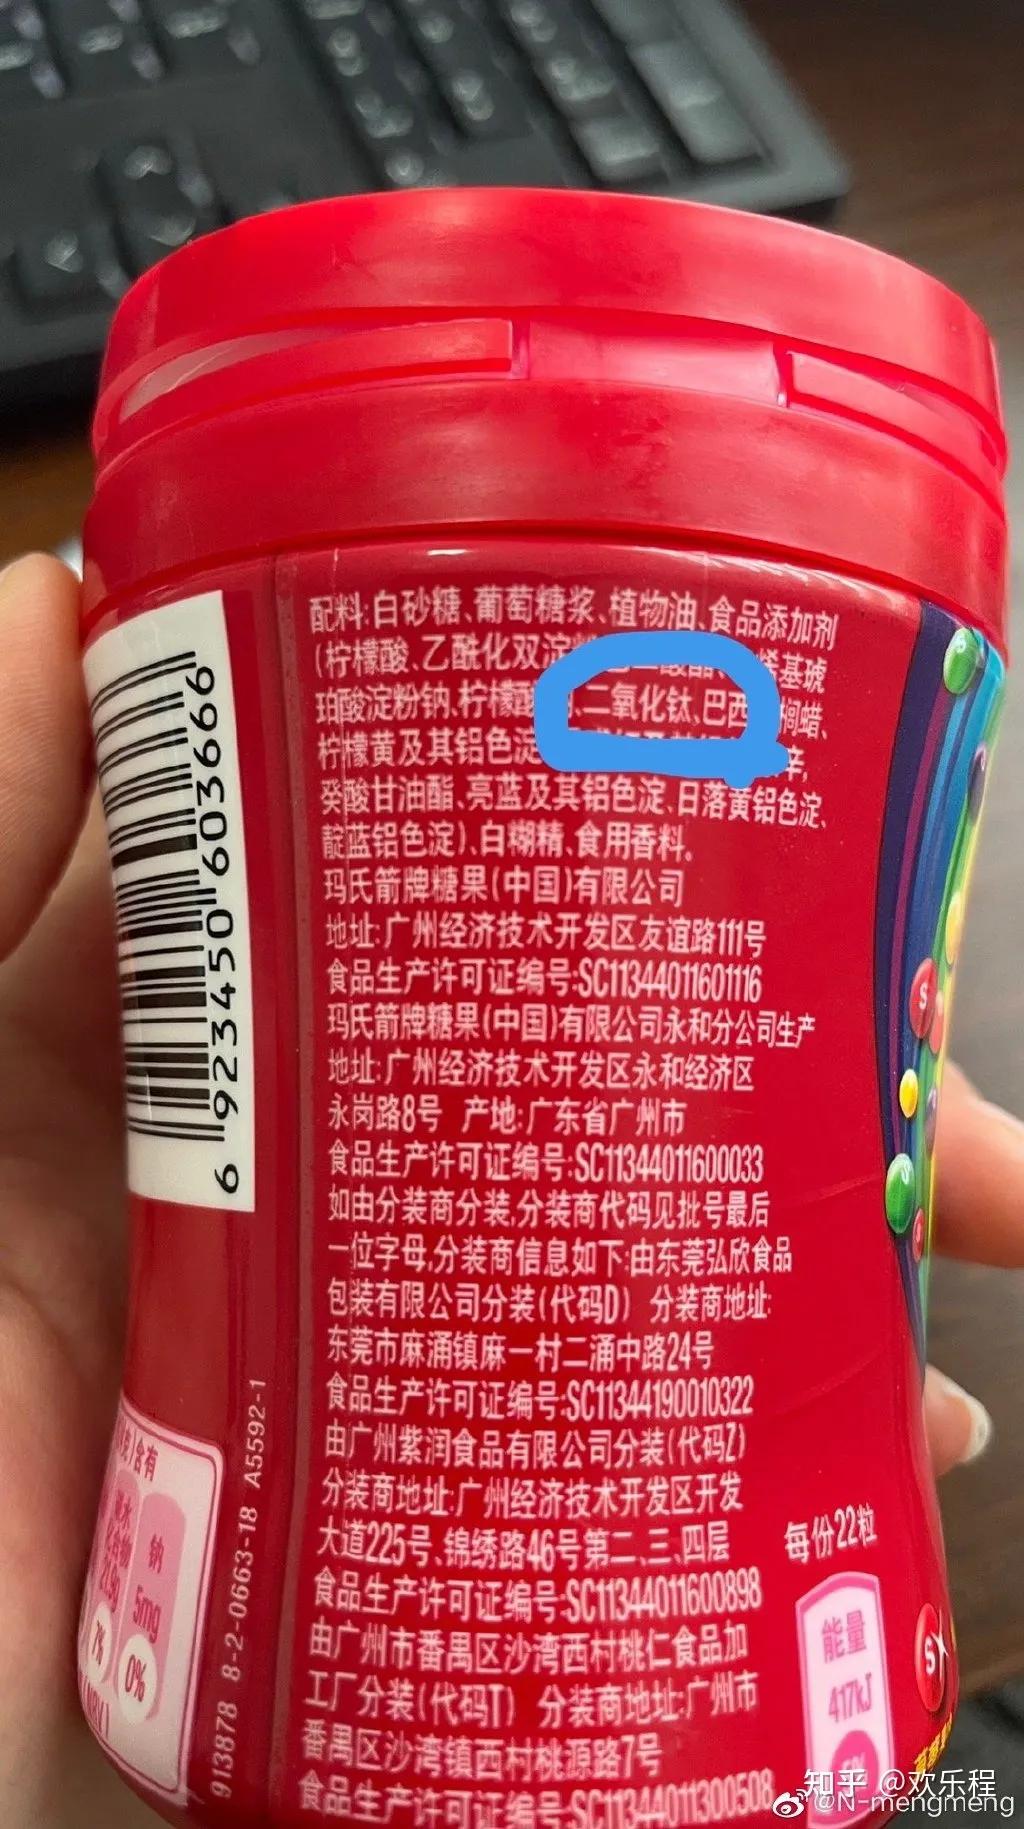 配料:白砂糖、葡萄糖浆、植物油、食品添加剂
(柠檬酸、乙酰化双淀 烯基琥
珀酸淀粉钠、柠檬酸 、二氧化钛、巴西 榈蜡、
柠檬黄及其铝色淀
癸酸甘油酯、亮蓝及其铝色淀、日落黄铝色淀、
靛蓝铝色淀)、白糊精、食用香料。
玛氏箭牌糖果(中国)有限公司
地址:广州经济技术开发区友谊路111号
食品生产许可证编号:SC11344011601116
玛氏箭牌糖果(中国)有限公司永和分公司生产
地址:广州经济技术开发区永和经济区
永岗路8号 产地:广东省广州市
食品生产许可证编号:SC11344011600033
如由分装商分装,分装商代码见批号最后
一位字母,分装商信息如下:由东莞弘欣食品
包装有限公司分装(代码D) 分装商地址:
东莞市麻涌镇麻一村二涌中路24号
食品生产许可证编号:SC11344190010322
由广州紫润食品有限公司分装(代码Z)
分装商地址:广州经济技术开发区开发
大道225号、锦绣路46号第二、三、四层
食品生产许可证编号:SC11344011600898
由广州市番禺区沙湾西村桃仁食品加
工厂分装(代码T) 分装商地址:广州市
番禺区沙湾镇西村桃源路7号
食品生产许可证编号:SC11344011300508
6 923450 603666
913878 8-2-0663-18 A5592-1
含有
钠
5mg
0%
每份22粒
能量
417kJ
5%
S
知乎 @欢乐程
@N-mengmeng